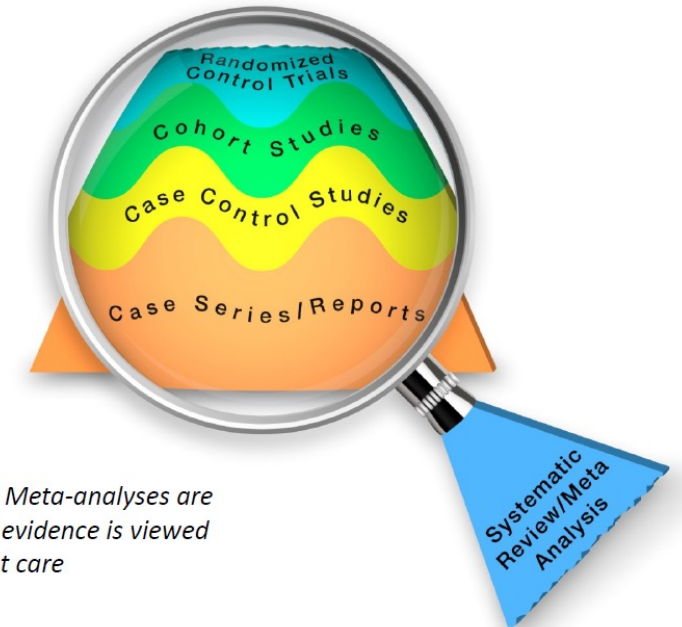 Randomized
Control Trials
Cohort Studies
Case Control Studies
Case Series/Reports
Meta-analyses are
evidence is viewed
t care
Systematic
Review/Meta
Analysis